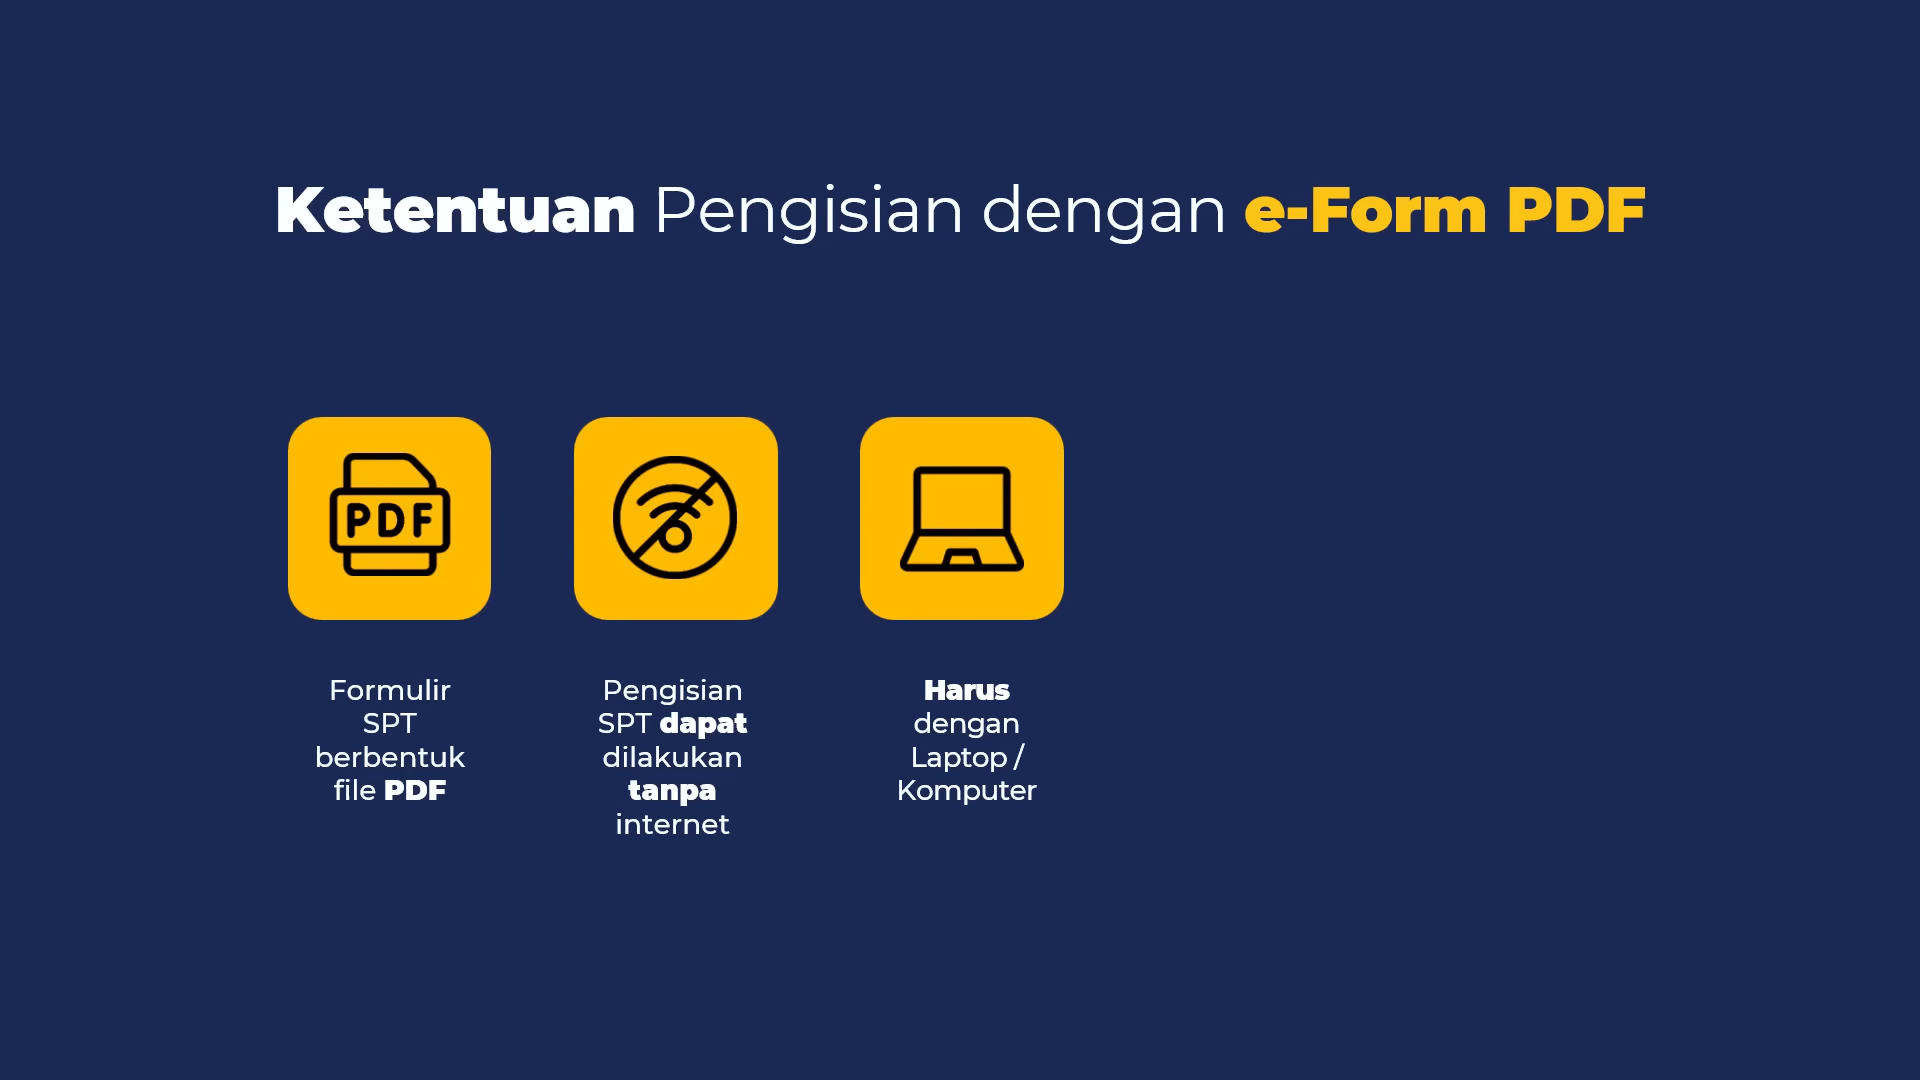 Ketentuan Pengisian dengan e-Form PDF
PDF
Formulir
SPT
berbentuk
file PDF
Pengisian
SPT dapat
dilakukan
tanpa
internet
Harus
dengan
Laptop /
Komputer